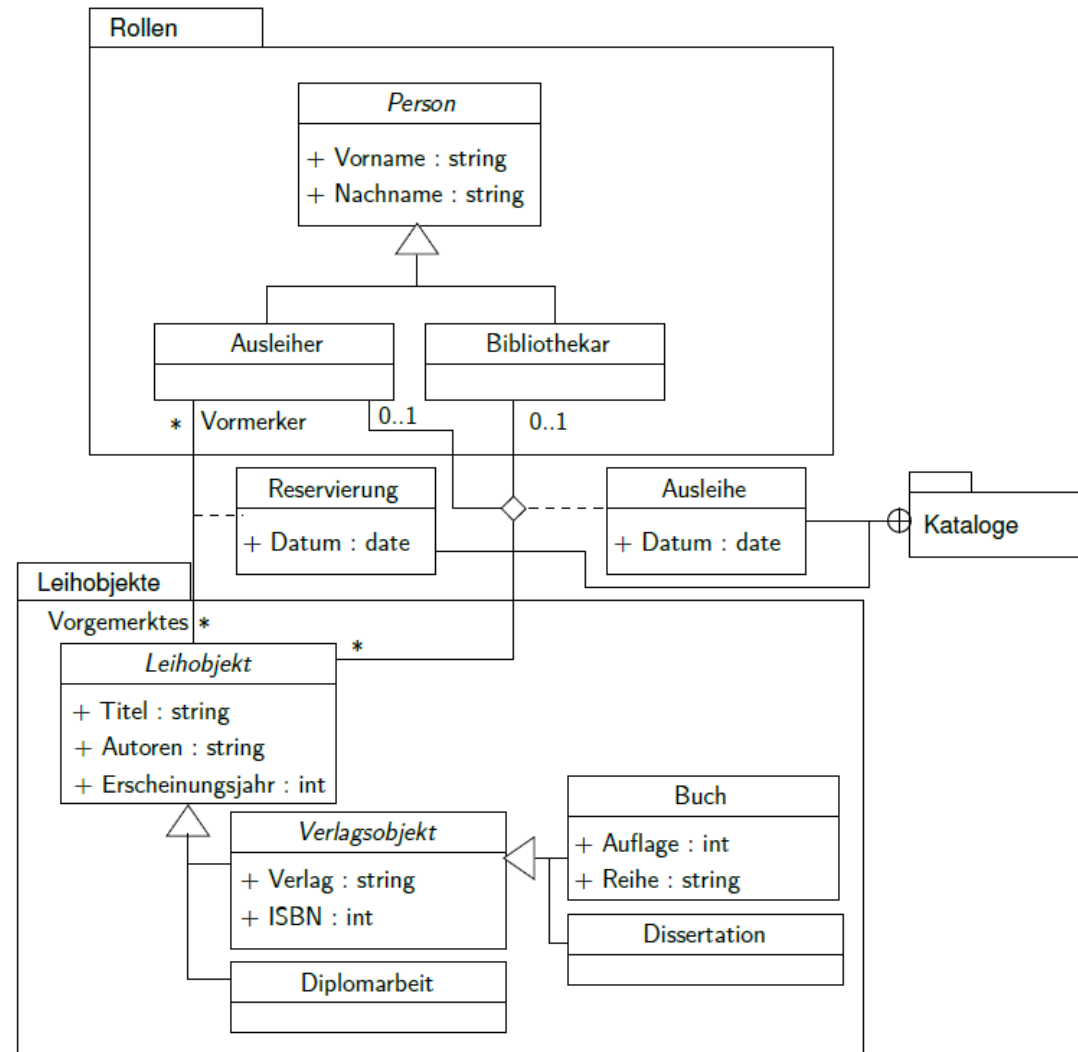 Rollen
Person
+ Vorname : string
+ Nachname : string
Ausleiher
Bibliothekar
* Vormerker
0..1
0..1
Reservierung
+ Datum : date
Ausleihe
+ Datum : date
Kataloge
Leihobjekte
Vorgemerktes *
*
Leihobjekt
+ Titel : string
+ Autoren : string
+ Erscheinungsjahr : int
Verlagsobjekt
+ Verlag : string
+ ISBN : int
Buch
+ Auflage : int
+ Reihe : string
Dissertation
Diplomarbeit